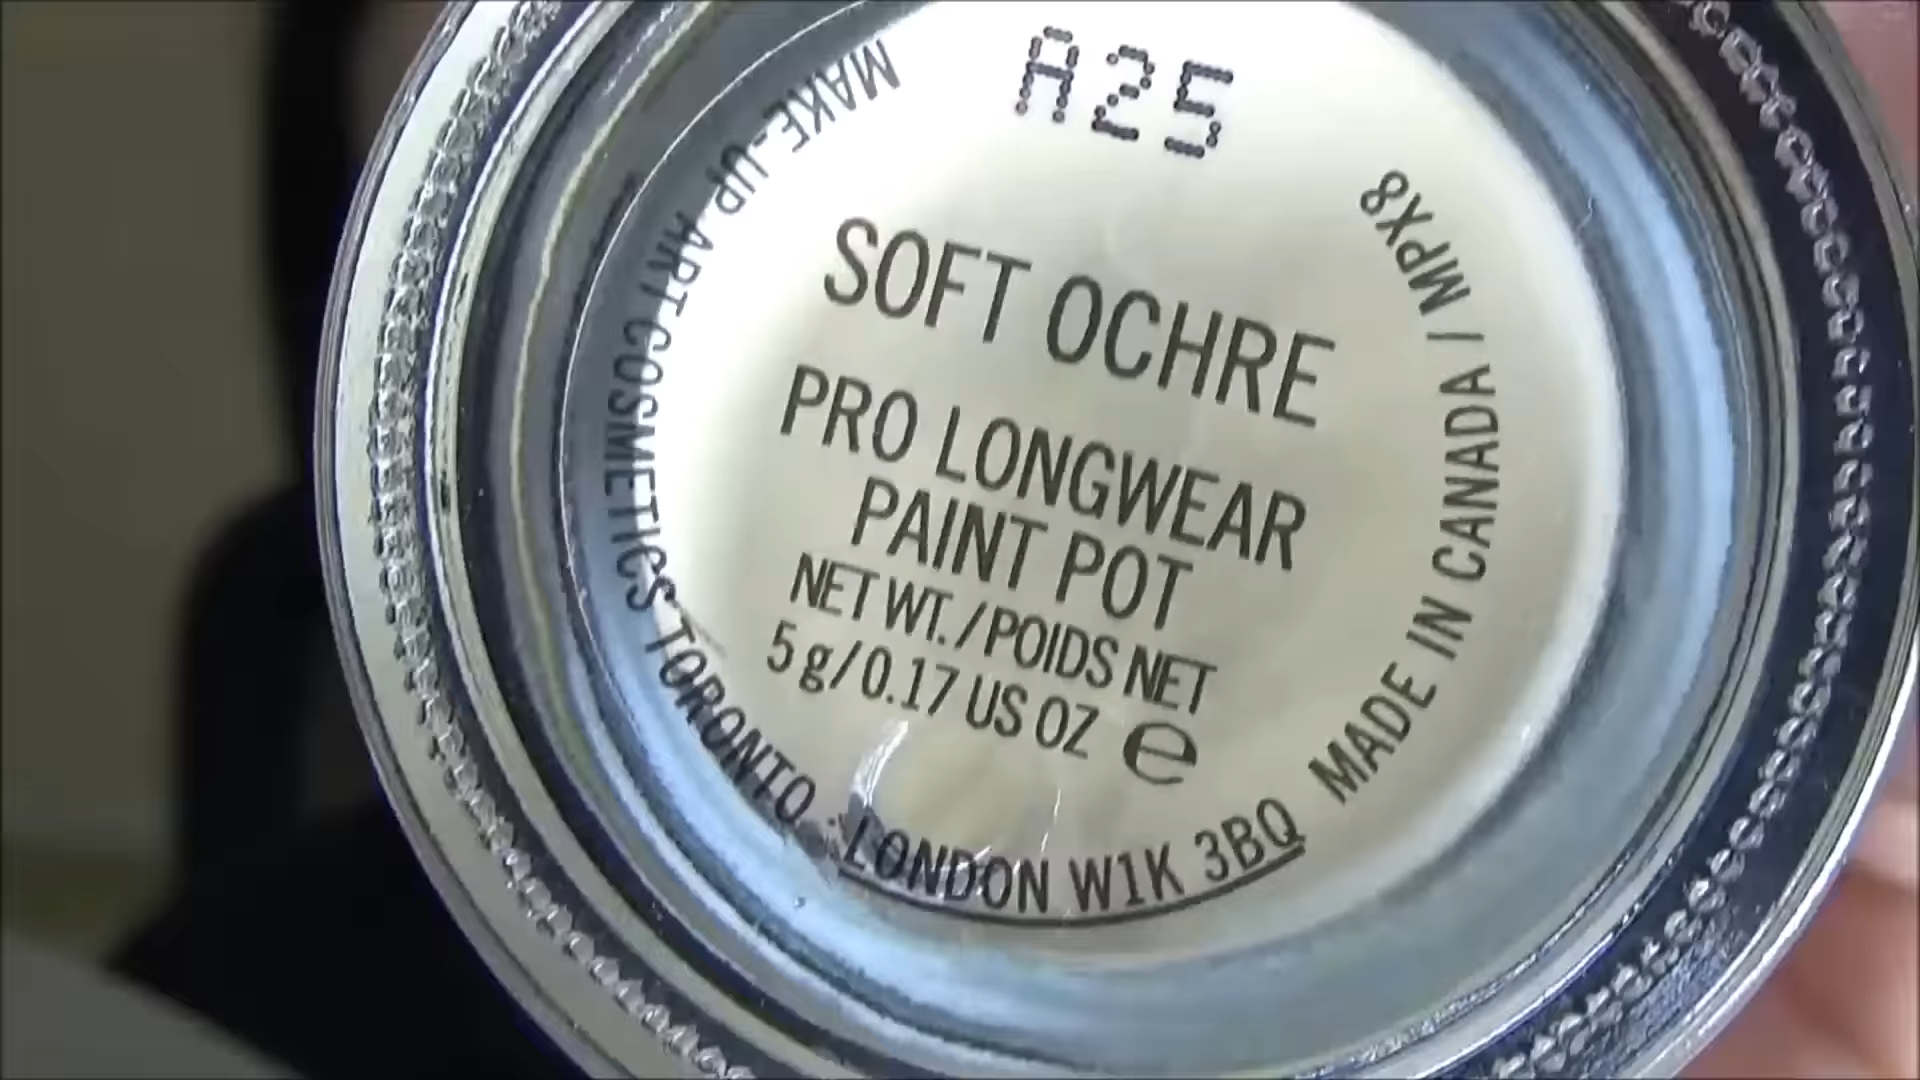 A25
SOFT OCHRE
PRO LONGWEAR
PAINT POT
NET WT. / POIDS NET
5 g/0.17 US OZ e
MAKE-UP ART COSMETICS TORONTO
LONDON W1K 3BQ
MADE IN CANADA / MPX8